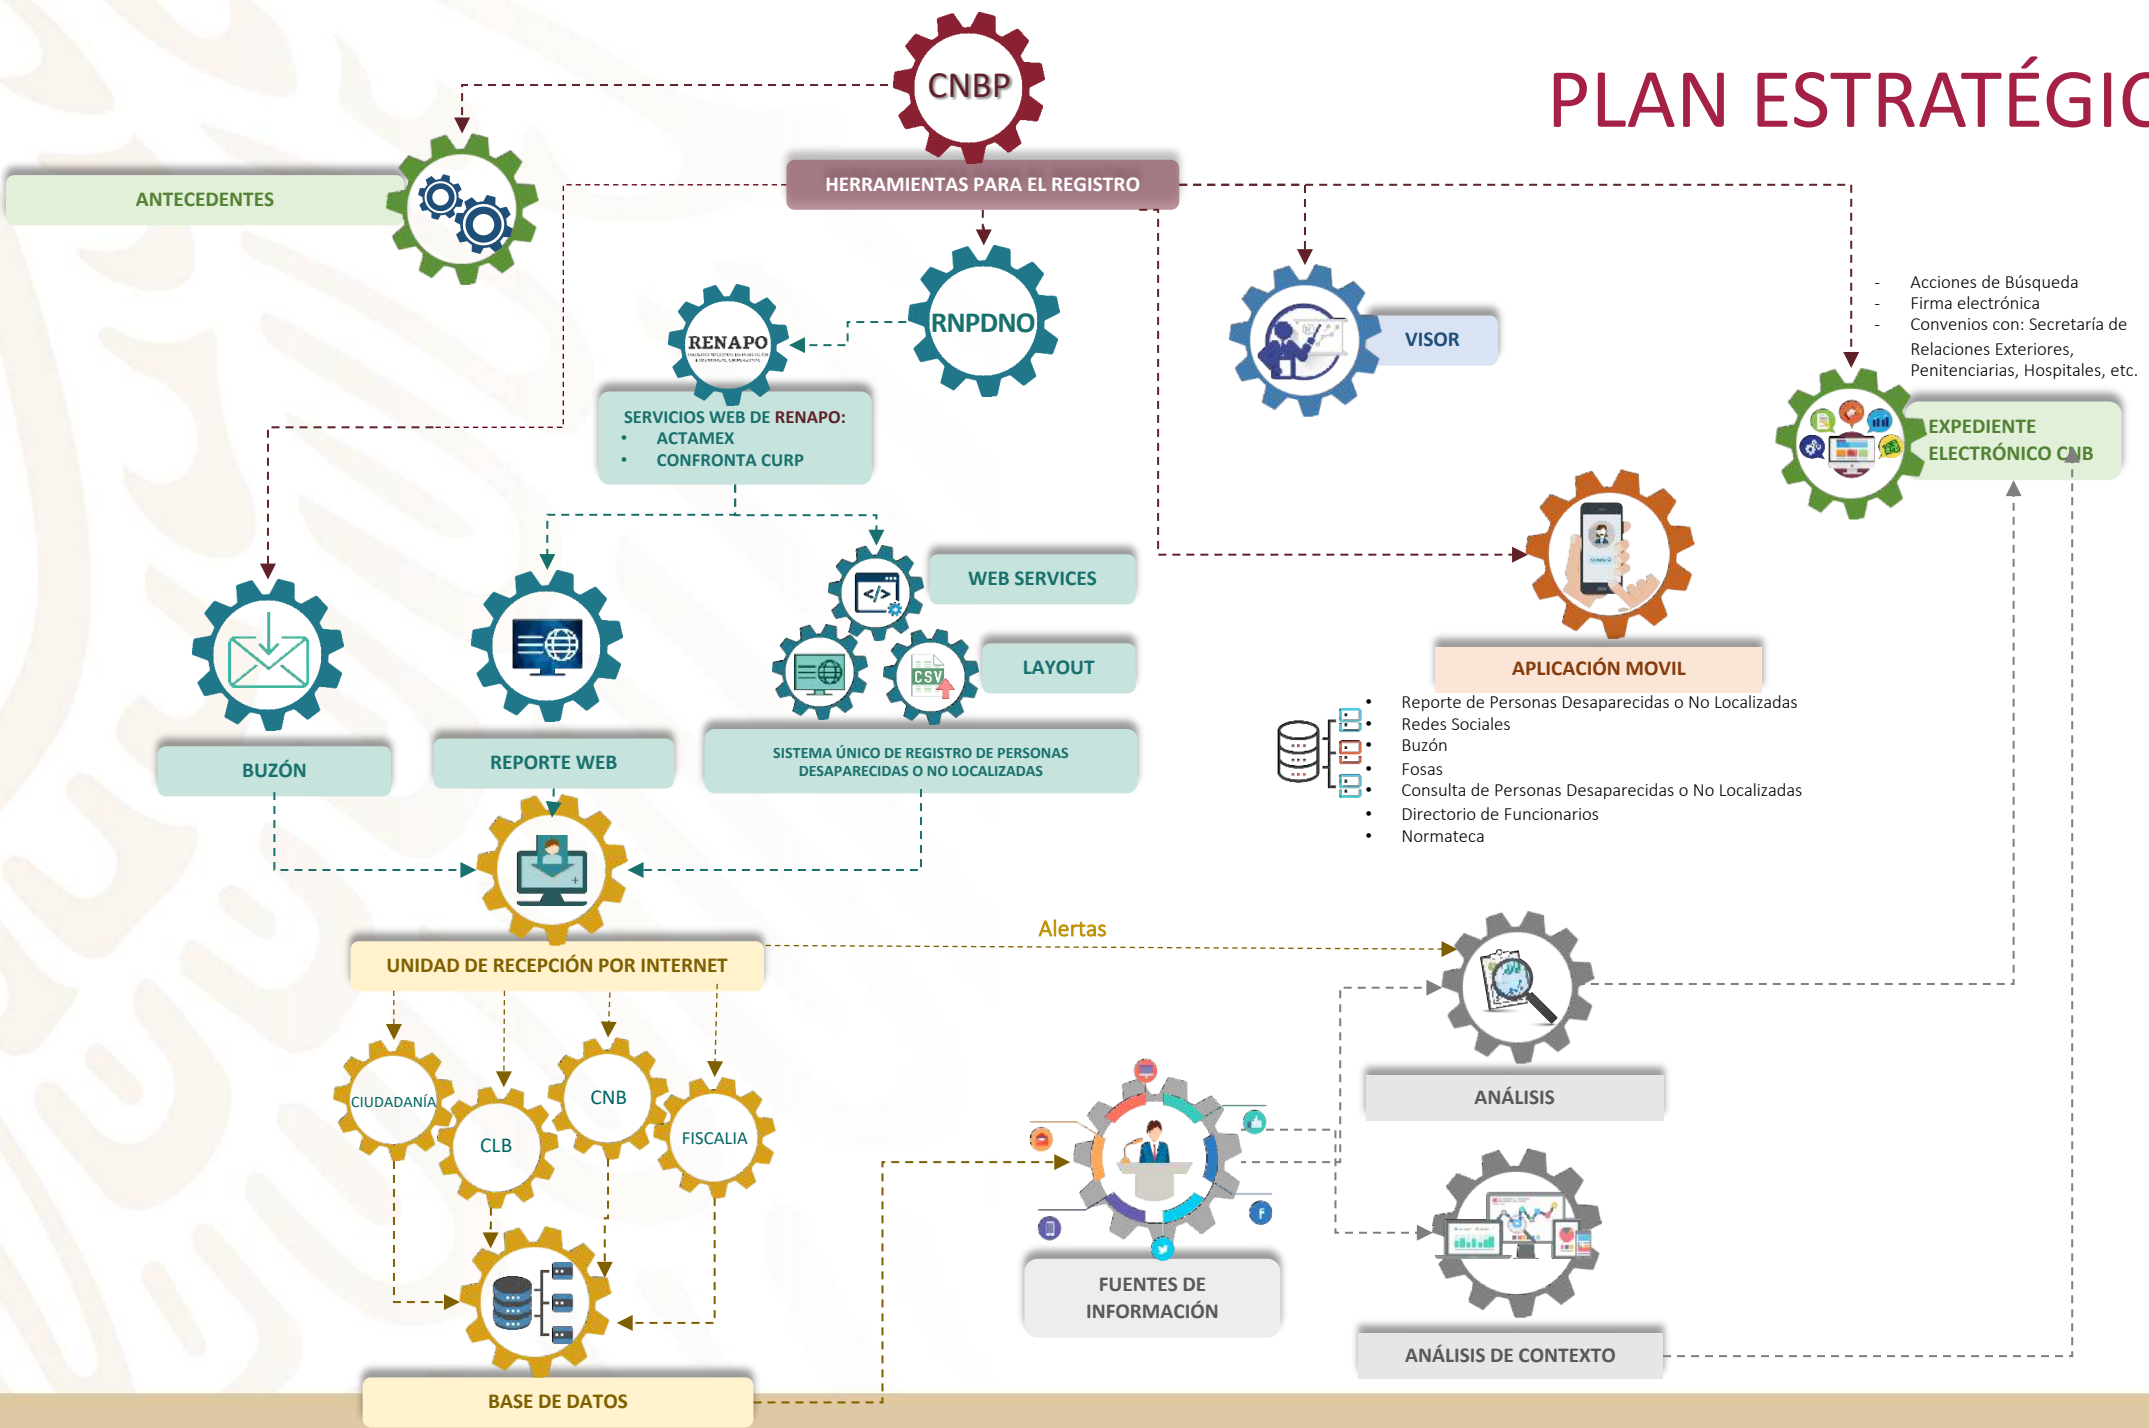 CNBP
PLAN ESTRATÉGIC
HERRAMIENTAS PARA EL REGISTRO
ANTECEDENTES
RNPDNO
RENAPO
VISOR
- Acciones de Búsqueda
- Firma electrónica
- Convenios con: Secretaría de
Relaciones Exteriores,
Penitenciarias, Hospitales, etc.
SERVICIOS WEB DE RENAPO:
• ACTAMEX
• CONFRONTA CURP
EXPEDIENTE
ELECTRÓNICO CNB
WEB SERVICES
</>
LAYOUT
CSV
APLICACIÓN MOVIL
• Reporte de Personas Desaparecidas o No Localizadas
• Redes Sociales
• Buzón
• Fosas
• Consulta de Personas Desaparecidas o No Localizadas
• Directorio de Funcionarios
• Normateca
BUZÓN
REPORTE WEB
SISTEMA ÚNICO DE REGISTRO DE PERSONAS
DESAPARECIDAS O NO LOCALIZADAS
Alertas
UNIDAD DE RECEPCIÓN POR INTERNET
CIUDADANÍA
CLB
CNB
FISCALIA
ANÁLISIS
FUENTES DE
INFORMACIÓN
ANÁLISIS DE CONTEXTO
BASE DE DATOS